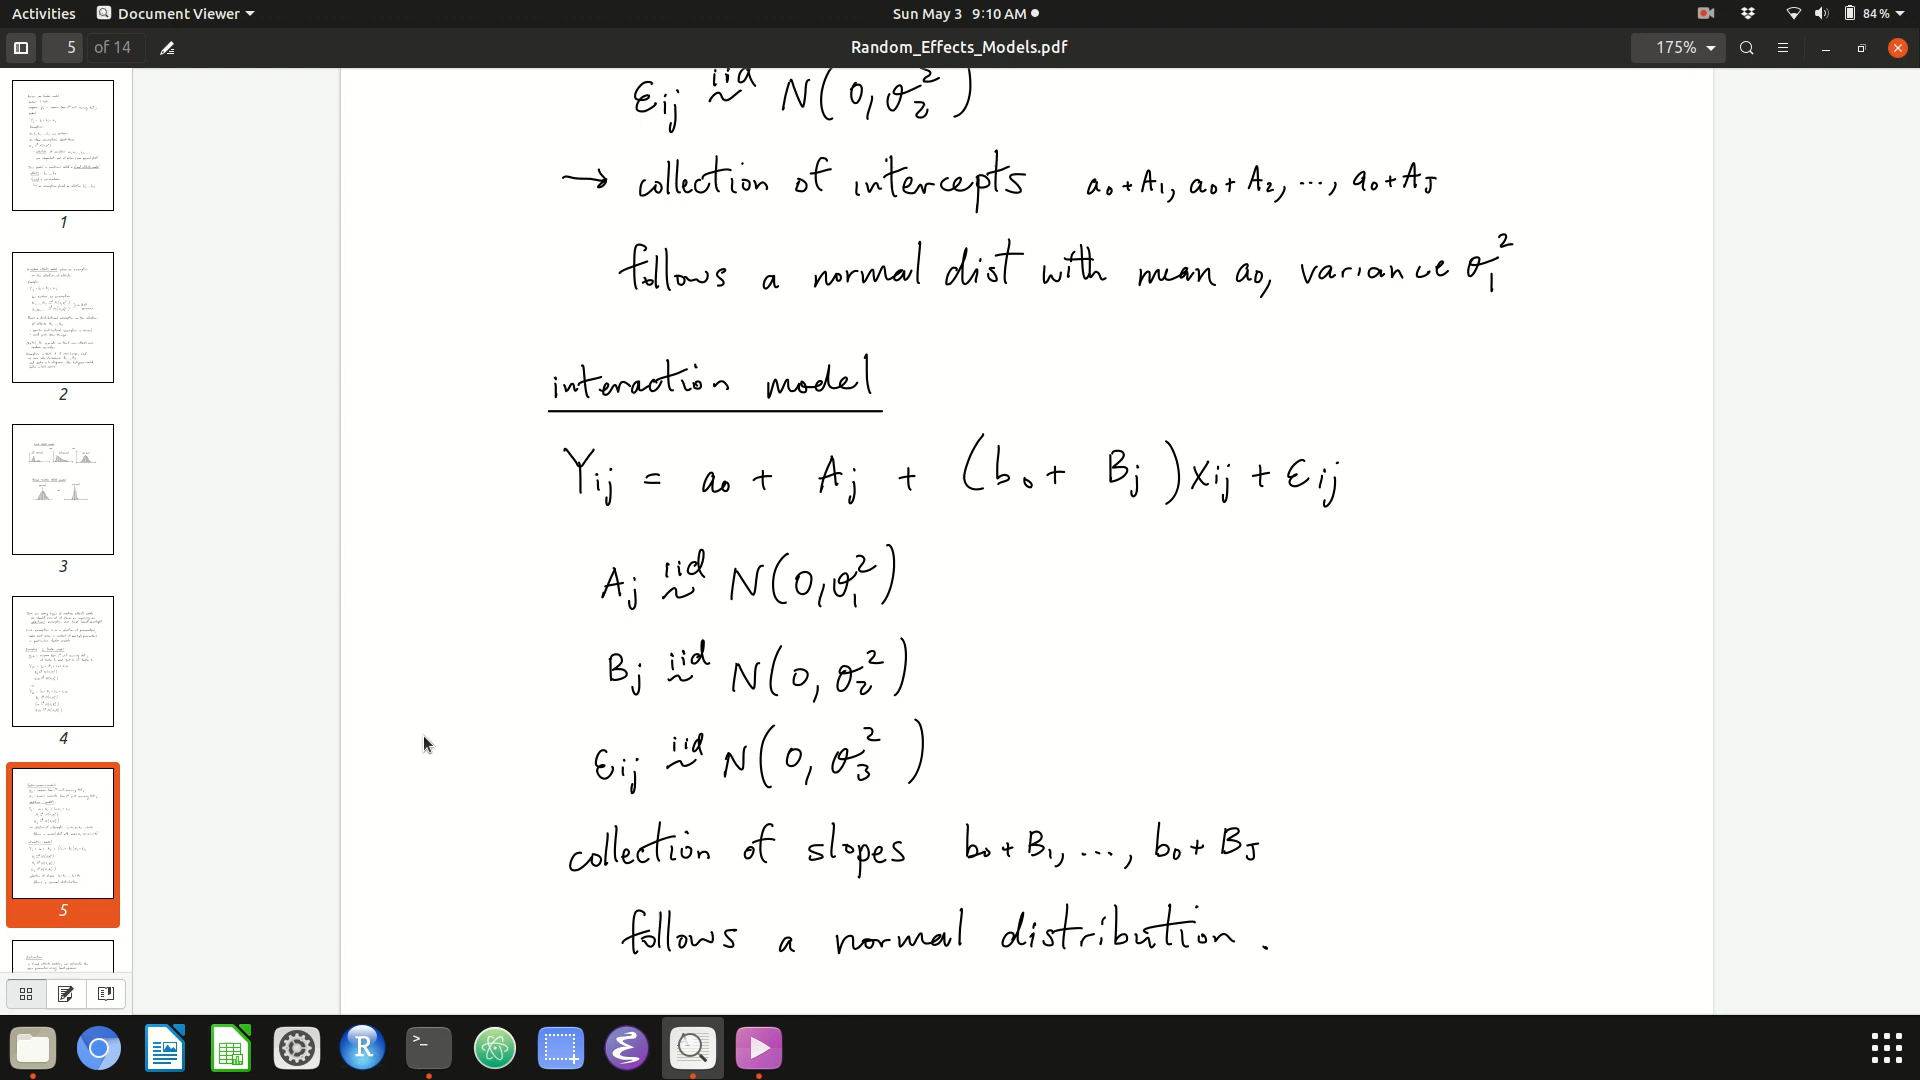 Activities Document Viewer Sun May 3 9:10 AM 84 %
5 of 14 Random_Effects_Models.pdf 175%
εij iid ~ N(0, σ₂²)
→ collection of intercepts a₀ + A₁, a₀ + A₂, ..., a₀ + AJ
follows a normal dist with mean a₀, variance σ₁²
interaction model
Yij = a₀ + Aj + (b₀ + Bj) Xij + εij
Aj iid ~ N(0, σ₁²)
Bj iid ~ N(0, σ₂²)
εij iid ~ N(0, σ₃²)
collection of slopes b₀ + B₁, ..., b₀ + BJ
follows a normal distribution.
1
2
3
4
5